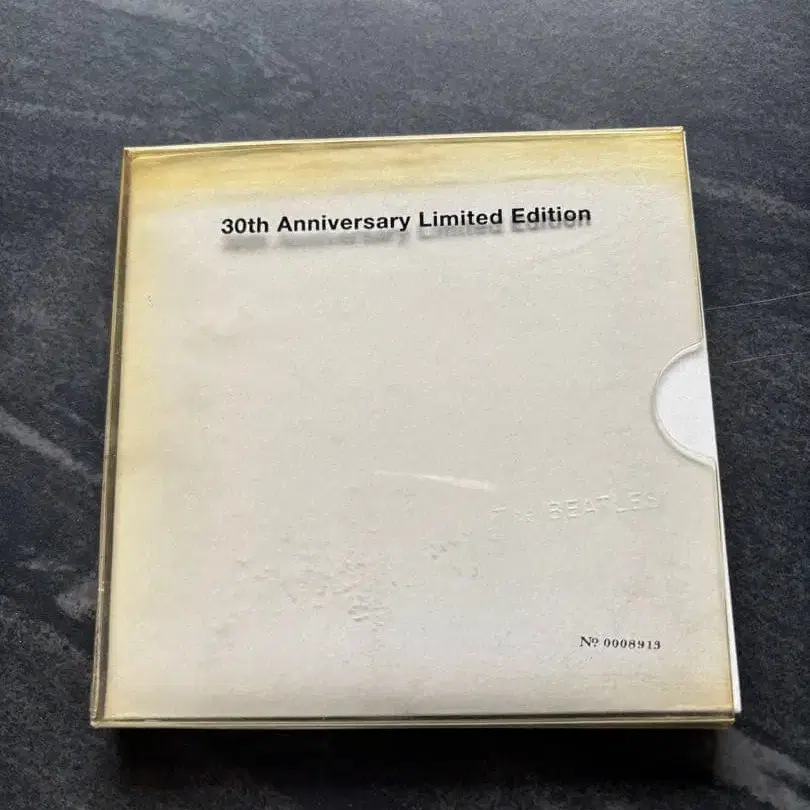 30th Anniversary Limited Edition
The BEATLES
Nº 0008913